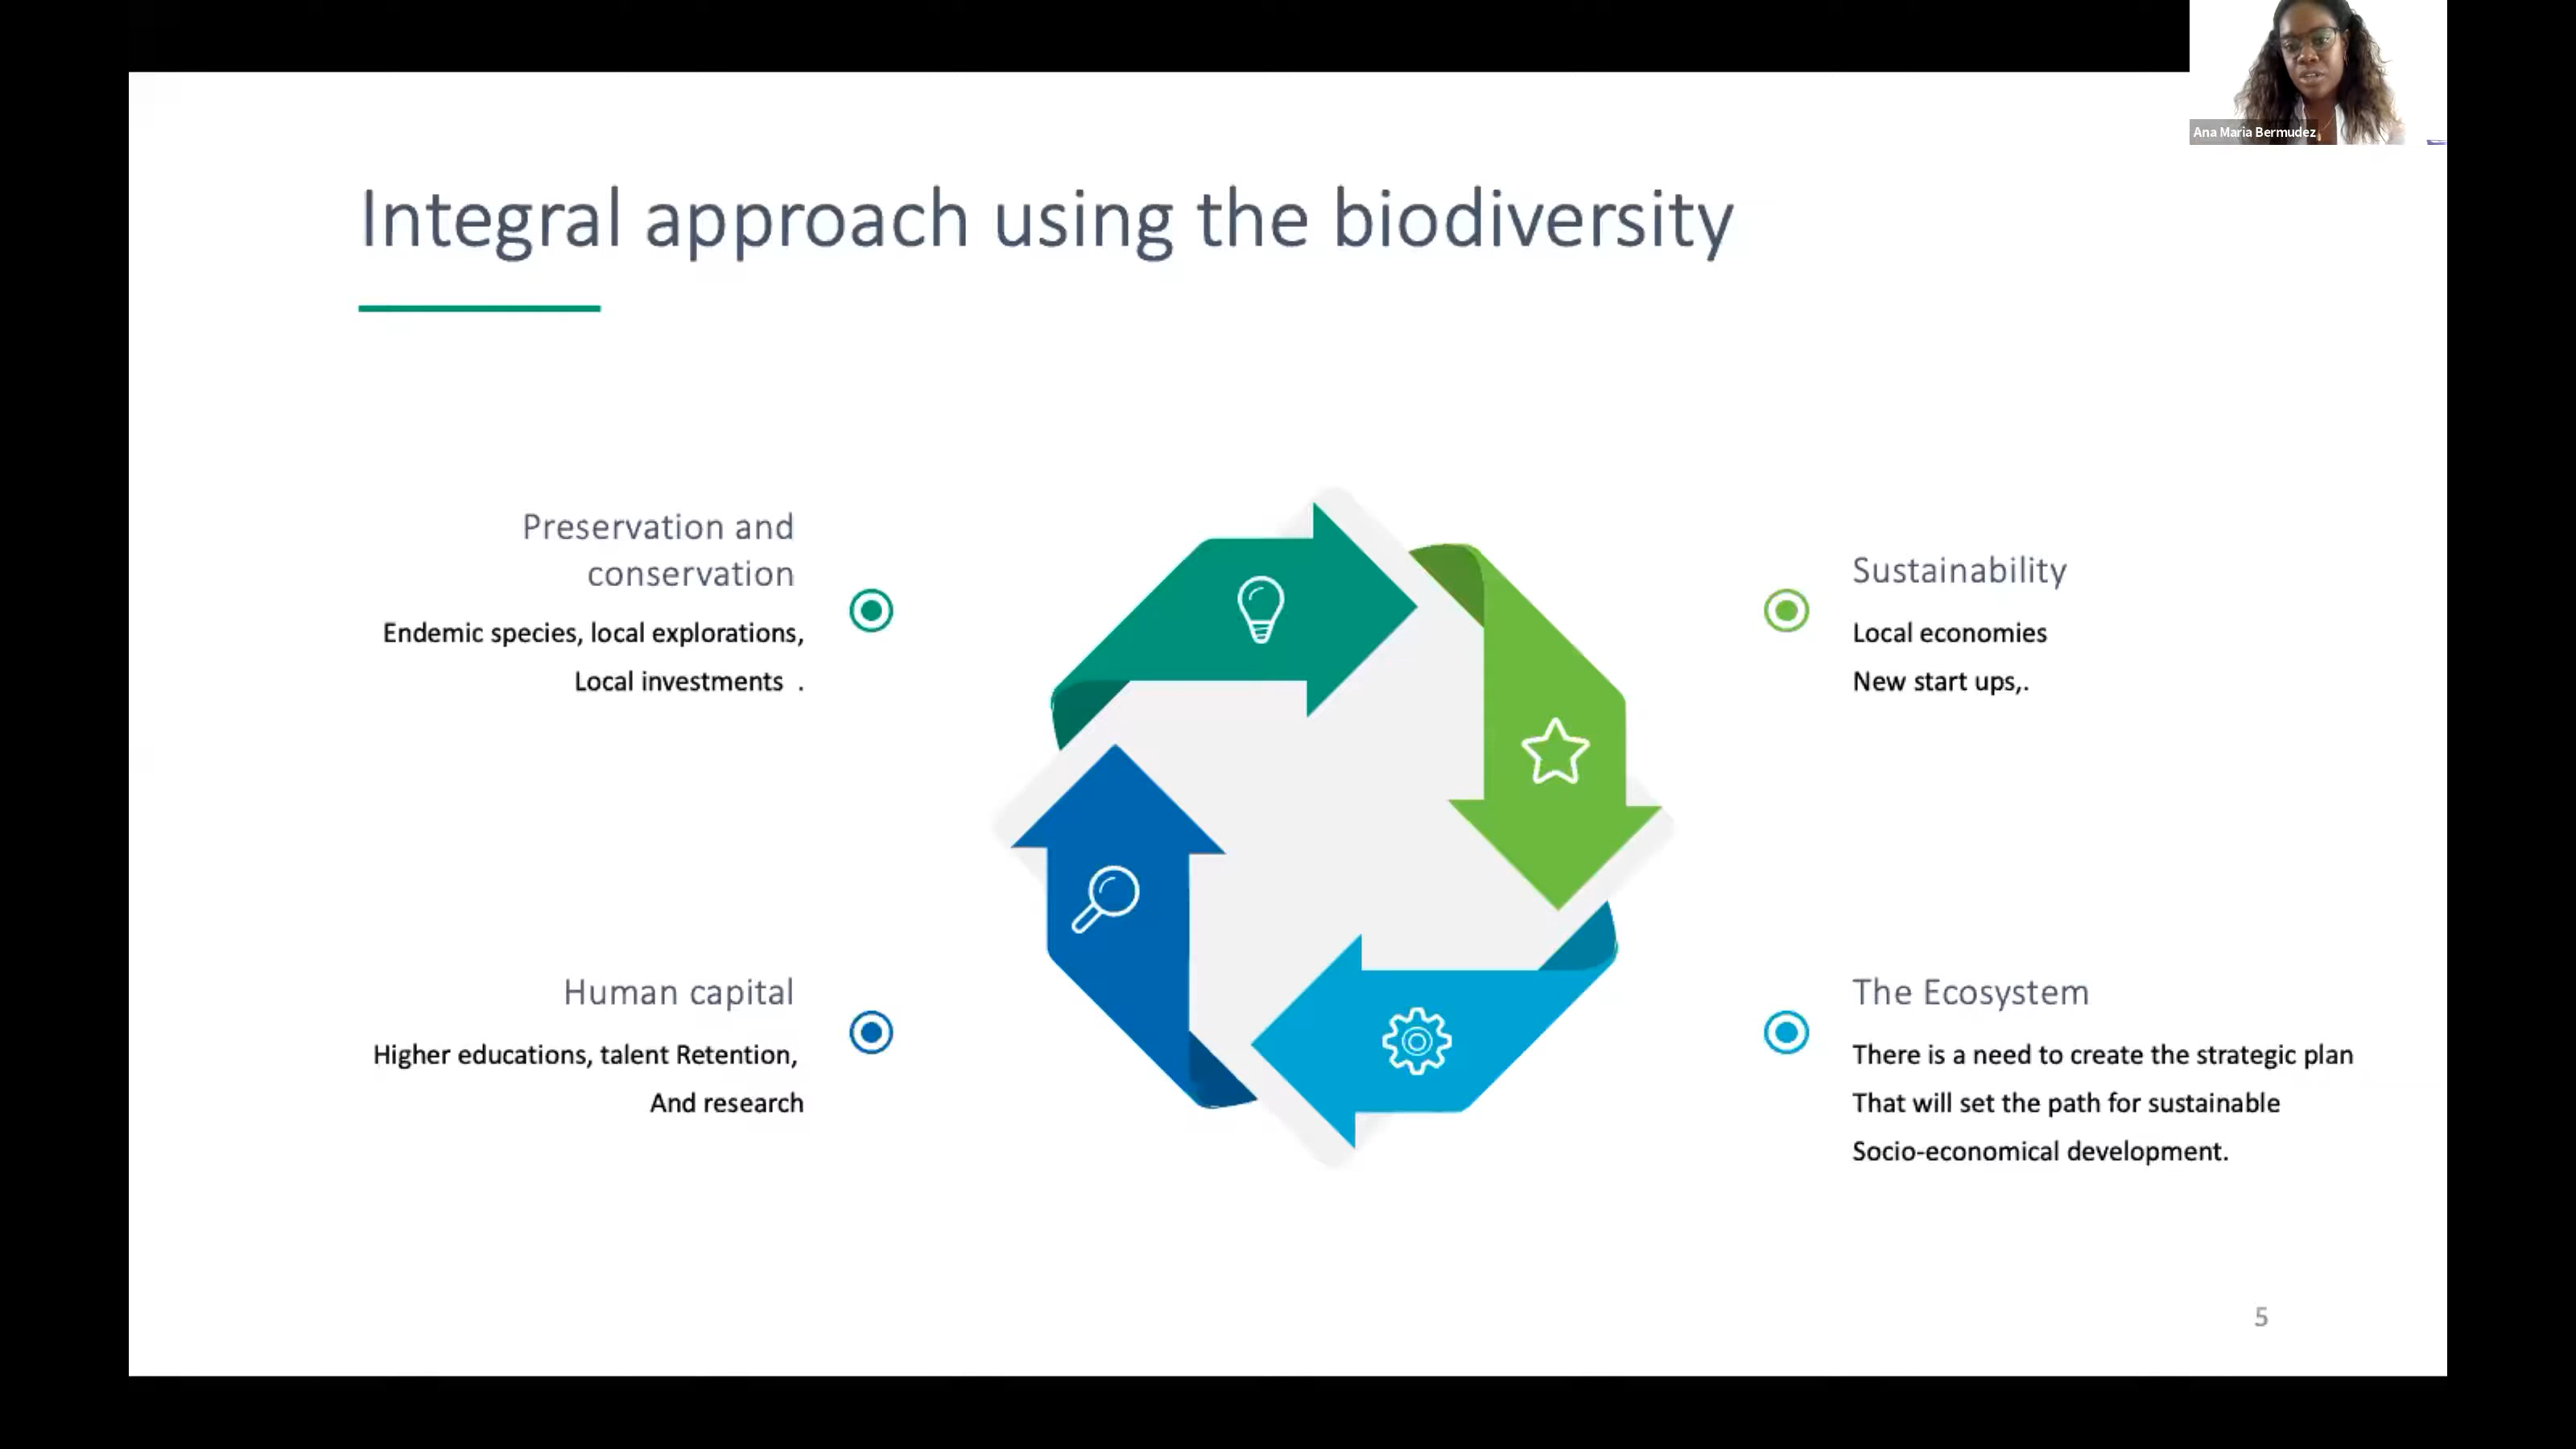 Ana Maria Bermudez
Integral approach using the biodiversity
Preservation and
conservation
Endemic species, local explorations,
Local investments .
Sustainability
Local economies
New start ups,.
Human capital
Higher educations, talent Retention,
And research
The Ecosystem
There is a need to create the strategic plan
That will set the path for sustainable
Socio-economical development.
5